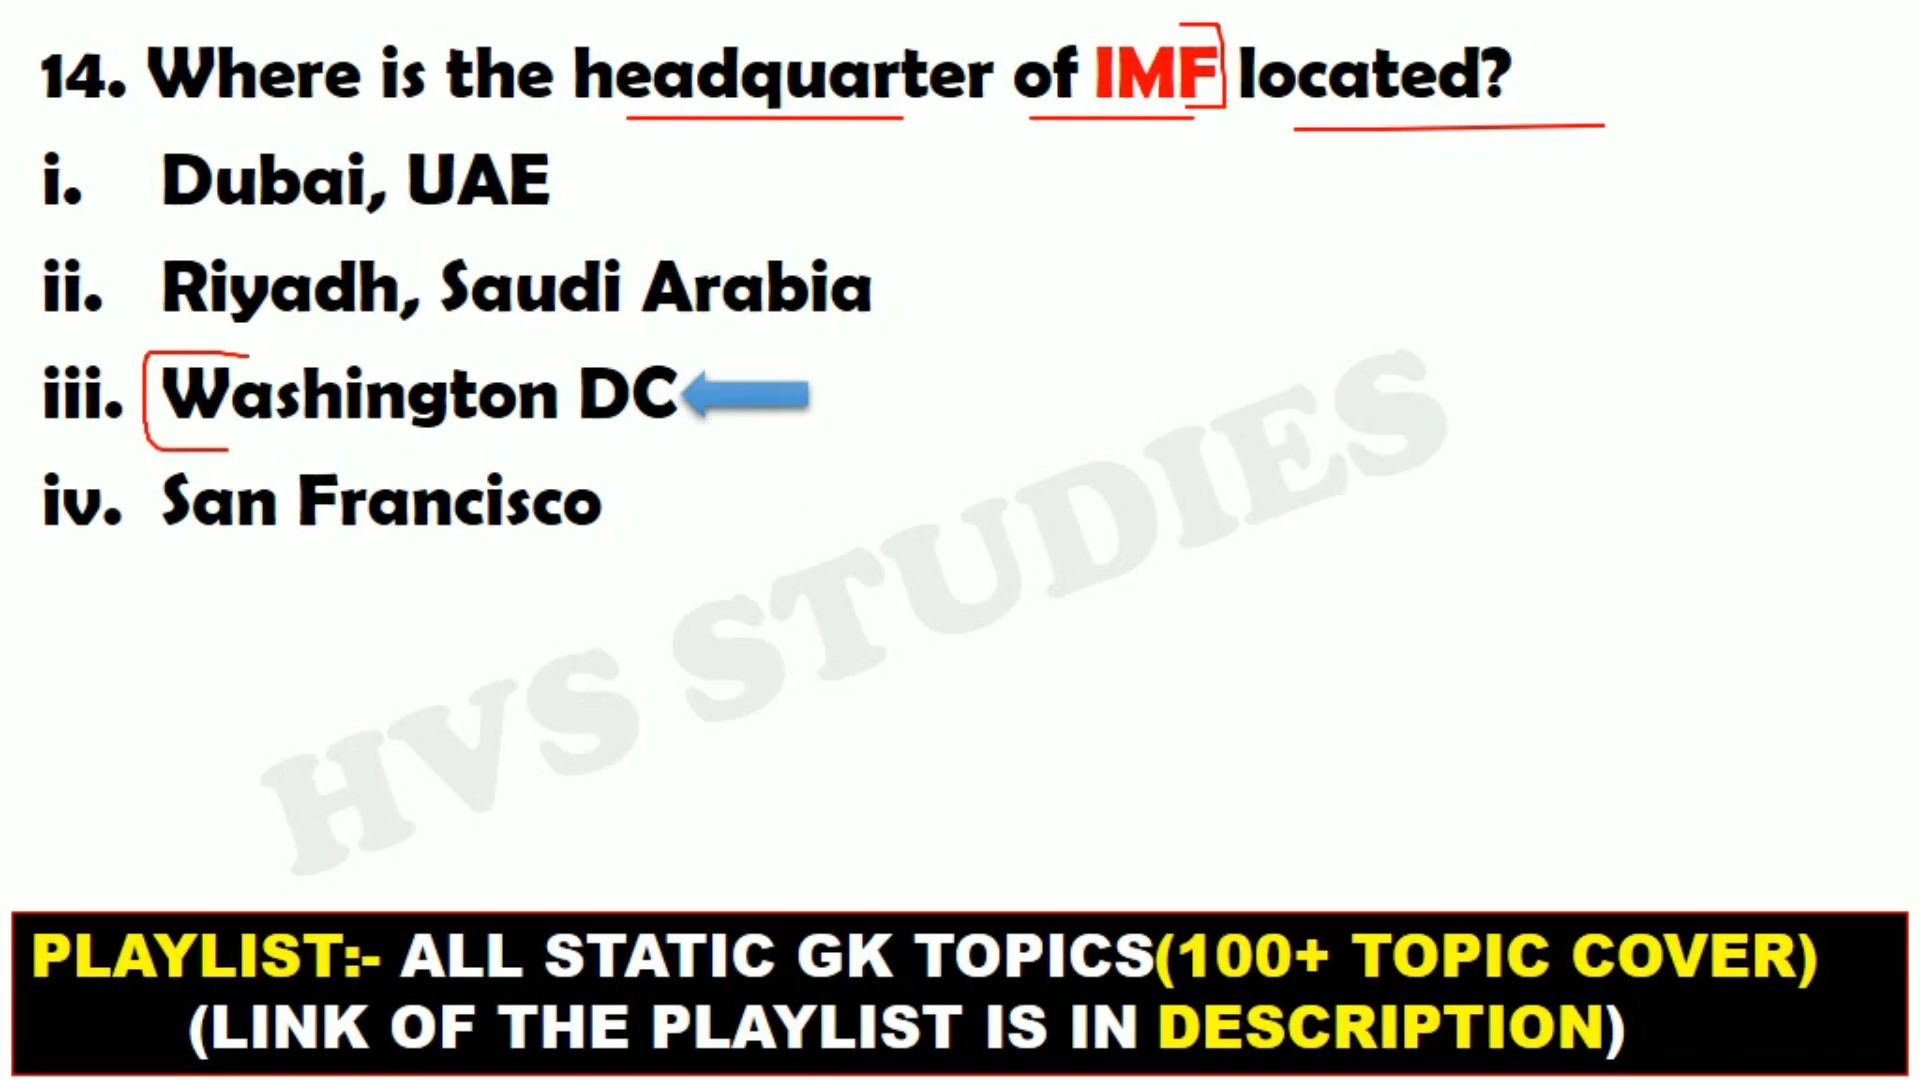 14. Where is the headquarter of IMF located?
i. Dubai, UAE
ii. Riyadh, Saudi Arabia
iii. Washington DC
iv. San Francisco
HVS STUDIES
PLAYLIST:- ALL STATIC GK TOPICS(100+ TOPIC COVER)
(LINK OF THE PLAYLIST IS IN DESCRIPTION)